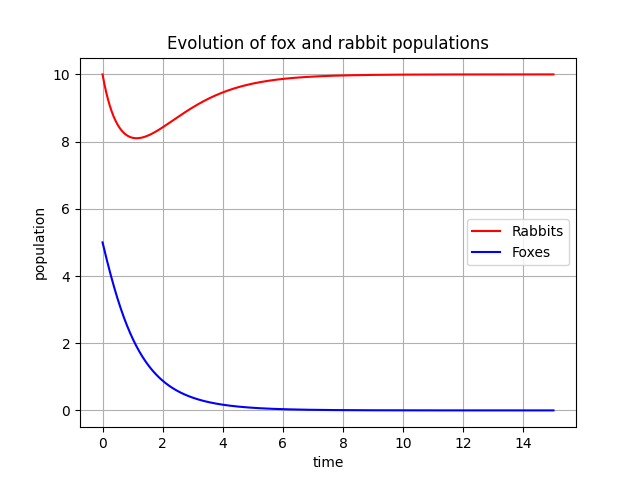 Evolution of fox and rabbit populations
population
10
8
6
4
2
0
Rabbits
Foxes
0 2 4 6 8 10 12 14
time